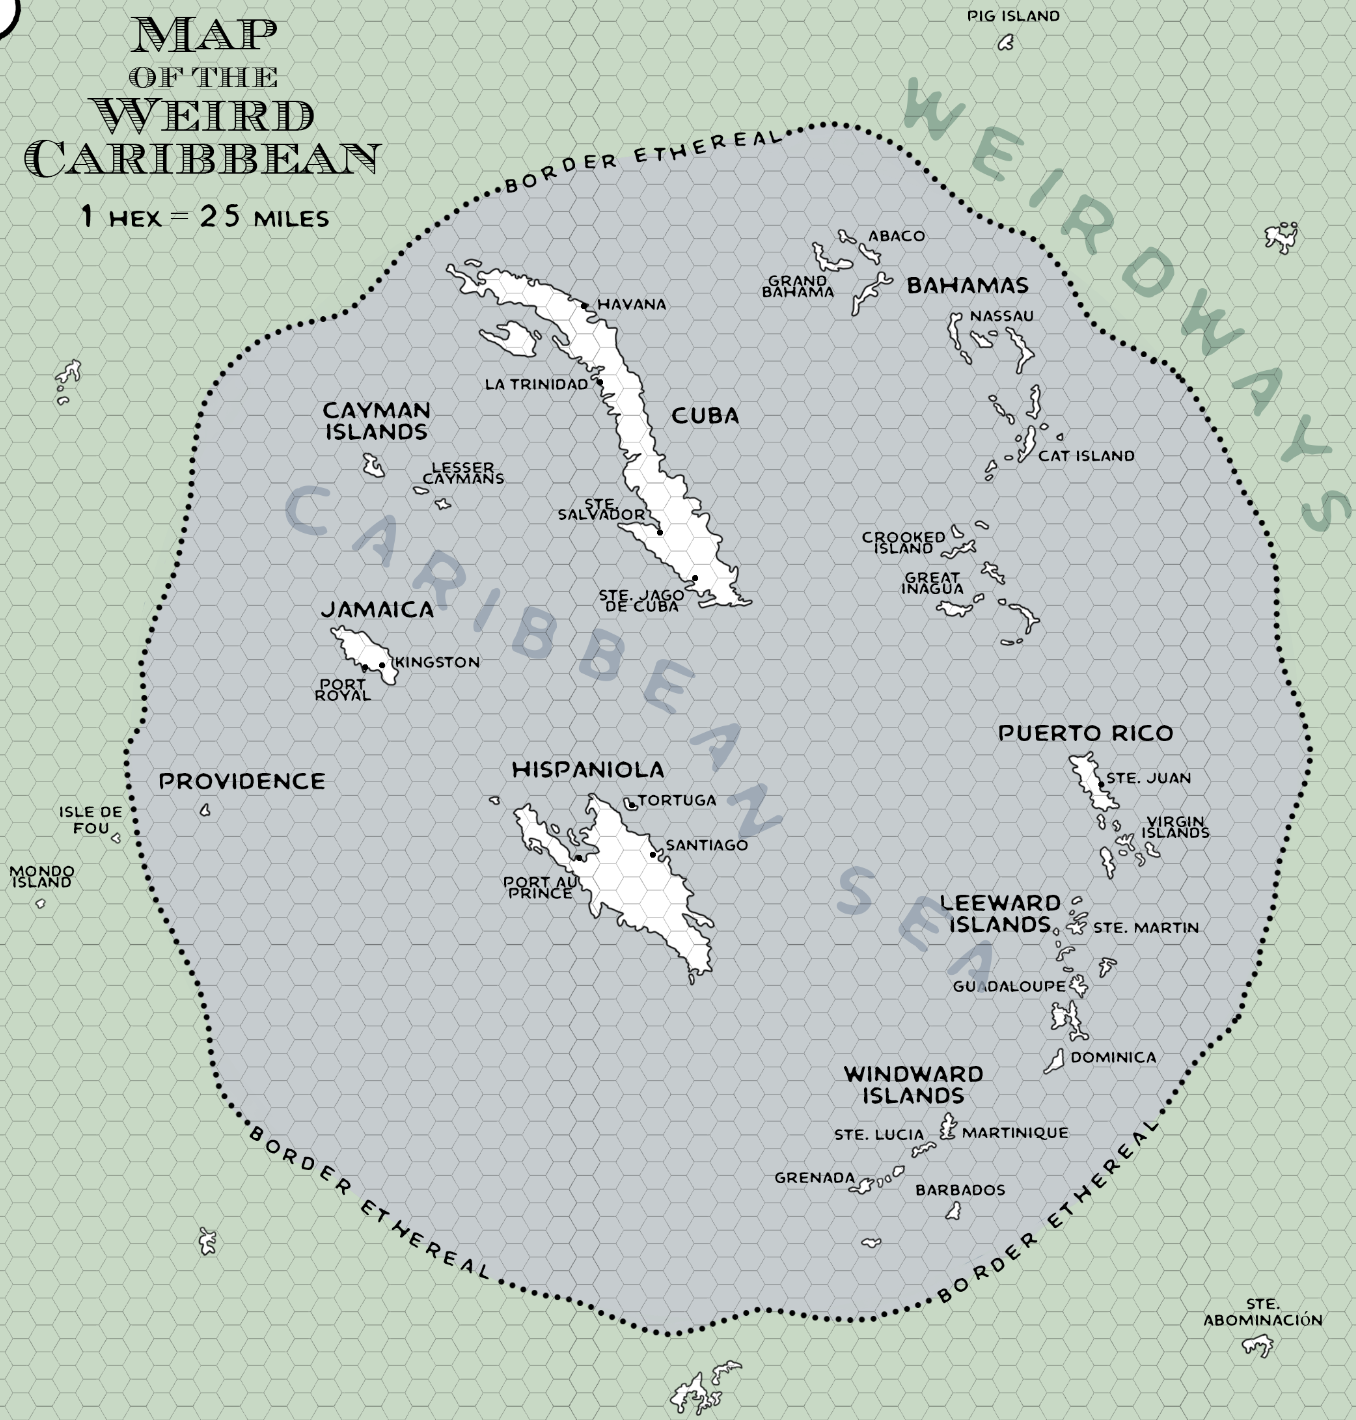 MAP
OF THE
WEIRD
CARIBBEAN
1 HEX = 25 MILES
PIG ISLAND
WEIRDWAYS
BORDER ETHEREAL
ABACO
GRAND
BAHAMA
BAHAMAS
NASSAU
HAVANA
LA TRINIDAD
CUBA
CAYMAN
ISLANDS
LESSER
CAYMANS
CAT ISLAND
STE.
SALVADOR
CROOKED
ISLAND
GREAT
INAGUA
STE. JAGO
DE CUBA
CARIBBEAN SEA
JAMAICA
KINGSTON
PORT
ROYAL
PUERTO RICO
STE. JUAN
VIRGIN
ISLANDS
PROVIDENCE
ISLE DE
FOU
MONDO
ISLAND
HISPANIOLA
TORTUGA
SANTIAGO
PORT AU
PRINCE
LEEWARD
ISLANDS
STE. MARTIN
GUADALOUPE
DOMINICA
WINDWARD
ISLANDS
STE. LUCIA
MARTINIQUE
GRENADA
BARBADOS
BORDER ETHEREAL
BORDER ETHEREAL
STE.
ABOMINACIÓN